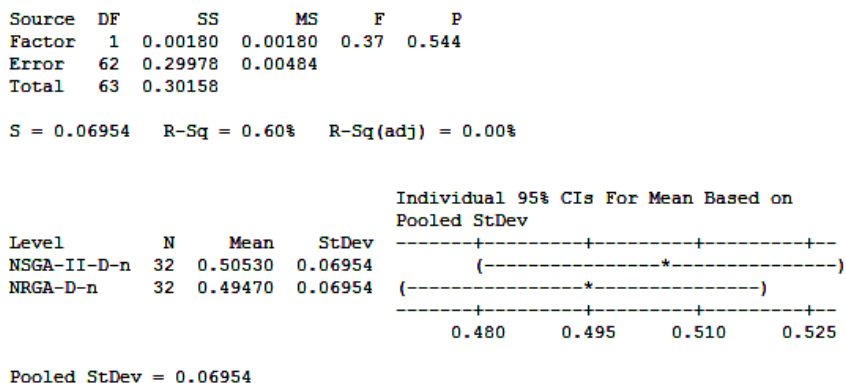 Source  DF       SS       MS     F      P
Factor   1  0.00180  0.00180  0.37  0.544
Error   62  0.29978  0.00484
Total   63  0.30158
S = 0.06954   R-Sq = 0.60%   R-Sq(adj) = 0.00%
Individual 95% CIs For Mean Based on
Pooled StDev
Level        N     Mean    StDev  -------+---------+---------+---------+--
NSGA-II-D-n  32  0.50530  0.06954         (----------------*---------------)
NRGA-D-n     32  0.49470  0.06954  (----------------*---------------)
-------+---------+---------+---------+--
0.480     0.495     0.510     0.525
Pooled StDev = 0.06954